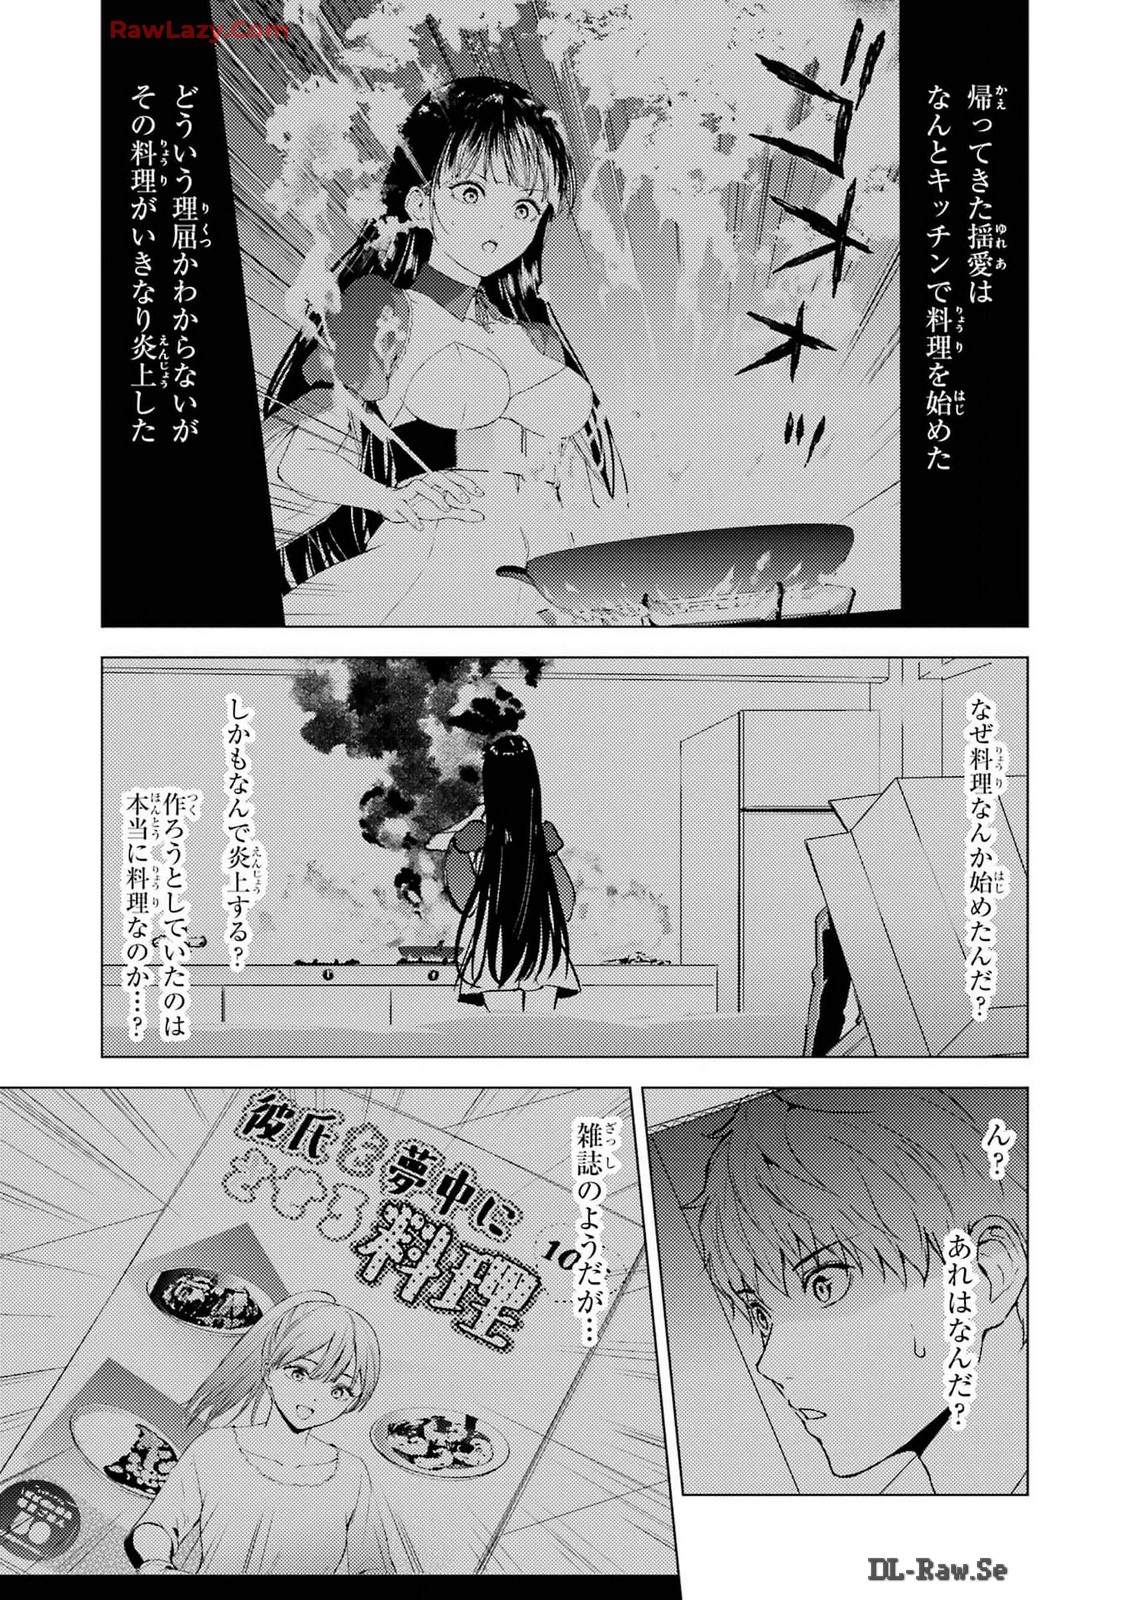 RawLazy.Com
帰ってきた揺愛は
なんとキッチンで料理を始めた
どういう理屈かわからないが
その料理がいきなり炎上した
なぜ料理なんか始めたんだ?
しかもなんで炎上する?
作ろうとしていたのは
本当に料理なのか…?
ん?
あれはなんだ?
雑誌のようだが…
彼氏を夢中に
させる
料理
10
DL-Raw.Se